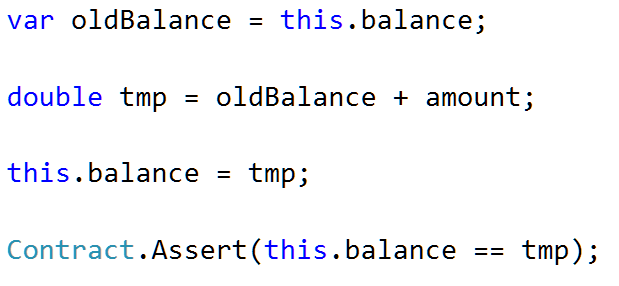 var oldBalance = this.balance;
double tmp = oldBalance + amount;
this.balance = tmp;
Contract.Assert(this.balance == tmp);